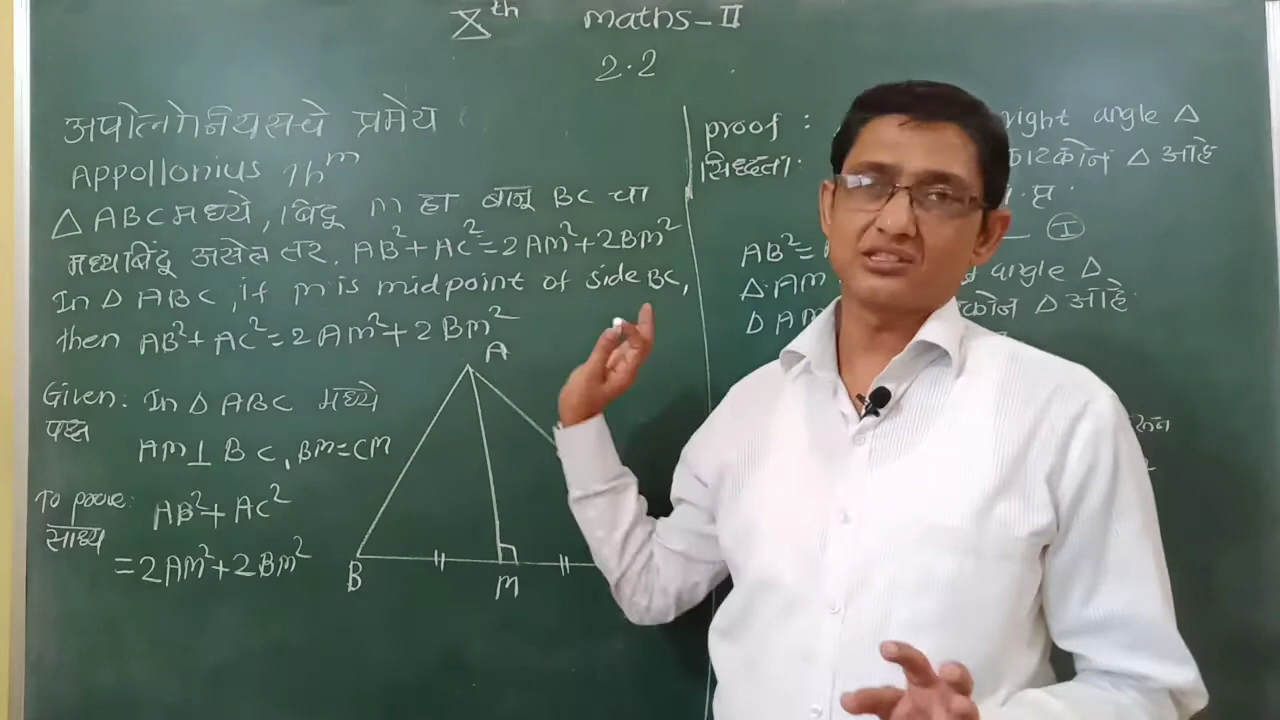 Xth maths-II
2.2
अपोलोनियसचे प्रमेय
Appollonius Thm
△ ABC मध्ये, बिंदू M हा बाजू BC चा
मध्यबिंदू असेल तर. AB²+AC²=2AM²+2BM²
In △ ABC, if M is midpoint of side BC,
then AB²+AC²=2AM²+2BM²
Given: In △ ABC मध्ये
पक्ष
AM⊥BC, BM=CM
To prove:
साध्य
AB²+AC²
=2AM²+2BM²
A
B
M
proof: right angle △
सिद्धता: काटकोन △ आहे
AB²=
I
△AM angle △
△AM कोन △ आहे